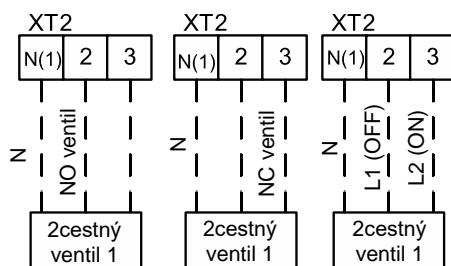 XT2
N(1) 2 3
N
NO ventil
2cestný
ventil 1
XT2
N(1) 2 3
N
NC ventil
2cestný
ventil 1
XT2
N(1) 2 3
N
L1 (OFF)
L2 (ON)
2cestný
ventil 1